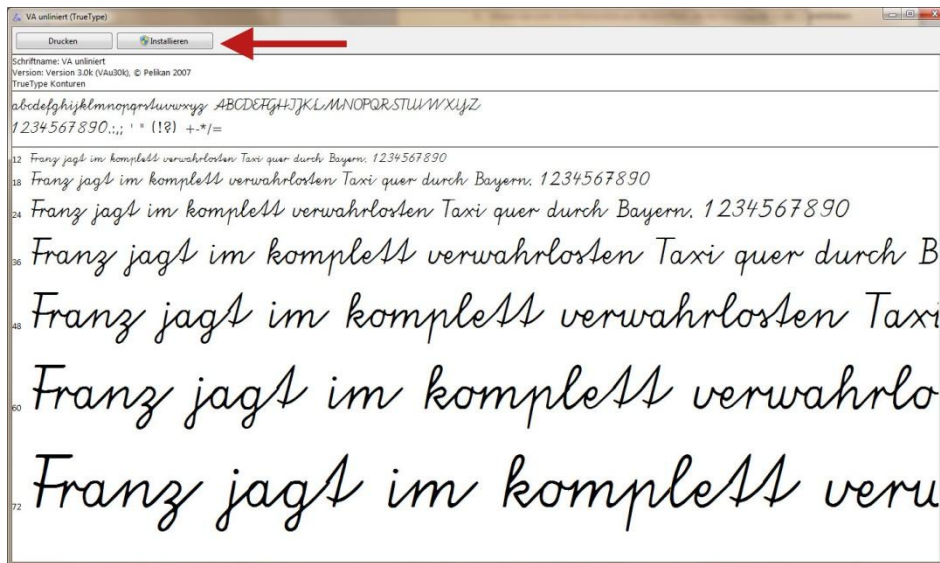 VA unliniert (TrueType)
Drucken Installieren
Schriftname: VA unliniert
Version: Version 3.0k (VAu30k), © Pelikan 2007
TrueType Konturen
abcdefghijklmnopqrstuvwxyz ABCDEFGHIJKLMNOPQRSTUVWXYZ
1234567890.:,; ' " (!?) +-*/=
12 Franz jagt im komplett verwahrlosten Taxi quer durch Bayern. 1234567890
18 Franz jagt im komplett verwahrlosten Taxi quer durch Bayern. 1234567890
24 Franz jagt im komplett verwahrlosten Taxi quer durch Bayern. 1234567890
36 Franz jagt im komplett verwahrlosten Taxi quer durch B
48 Franz jagt im komplett verwahrlosten Taxi
60 Franz jagt im komplett verwahrlo
72 Franz jagt im komplett verw